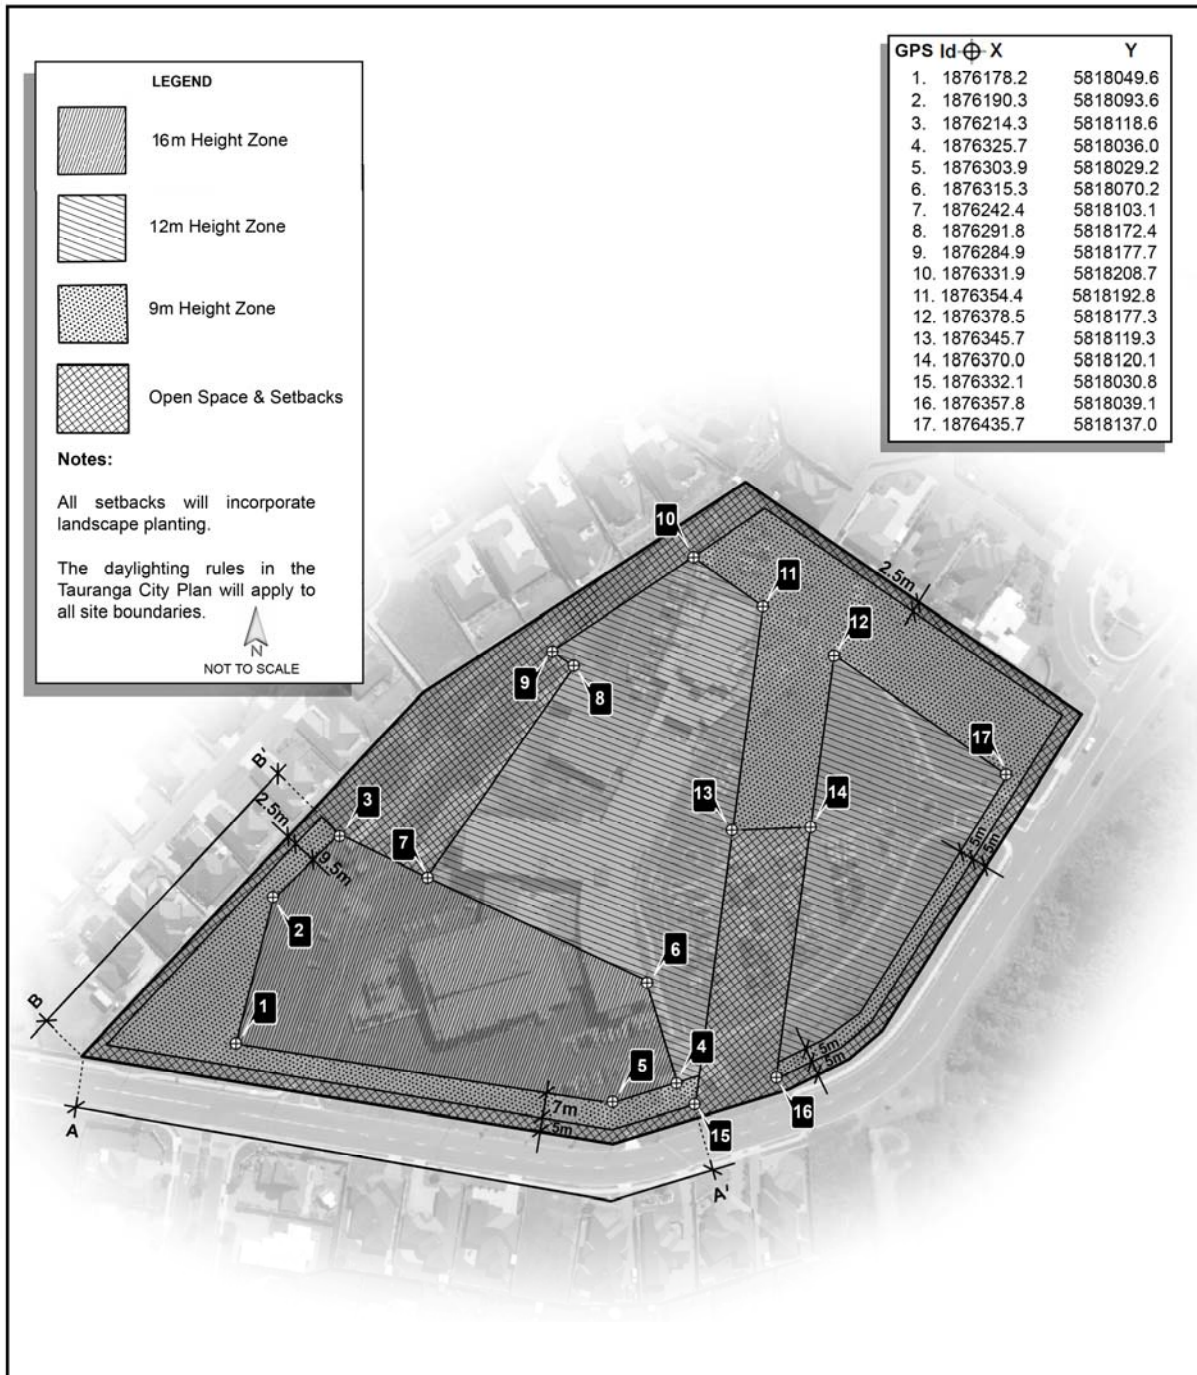 LEGEND
16m Height Zone
12m Height Zone
9m Height Zone
Open Space & Setbacks
Notes:
All setbacks will incorporate
landscape planting.
The daylighting rules in the
Tauranga City Plan will apply to
all site boundaries.
N
NOT TO SCALE
GPS Id X Y
1. 1876178.2 5818049.6
2. 1876190.3 5818093.6
3. 1876214.3 5818118.6
4. 1876325.7 5818036.0
5. 1876303.9 5818029.2
6. 1876315.3 5818070.2
7. 1876242.4 5818103.1
8. 1876291.8 5818172.4
9. 1876284.9 5818177.7
10. 1876331.9 5818208.7
11. 1876354.4 5818192.8
12. 1876378.5 5818177.3
13. 1876345.7 5818119.3
14. 1876370.0 5818120.1
15. 1876332.1 5818030.8
16. 1876357.8 5818039.1
17. 1876435.7 5818137.0
10
11
2.5m
12
9
8
17
B'
3
13
14
2.5m
9.5m
7
5m
5m
2
6
B
1
4
5m
5m
5
7m
5m
16
15
A
A'